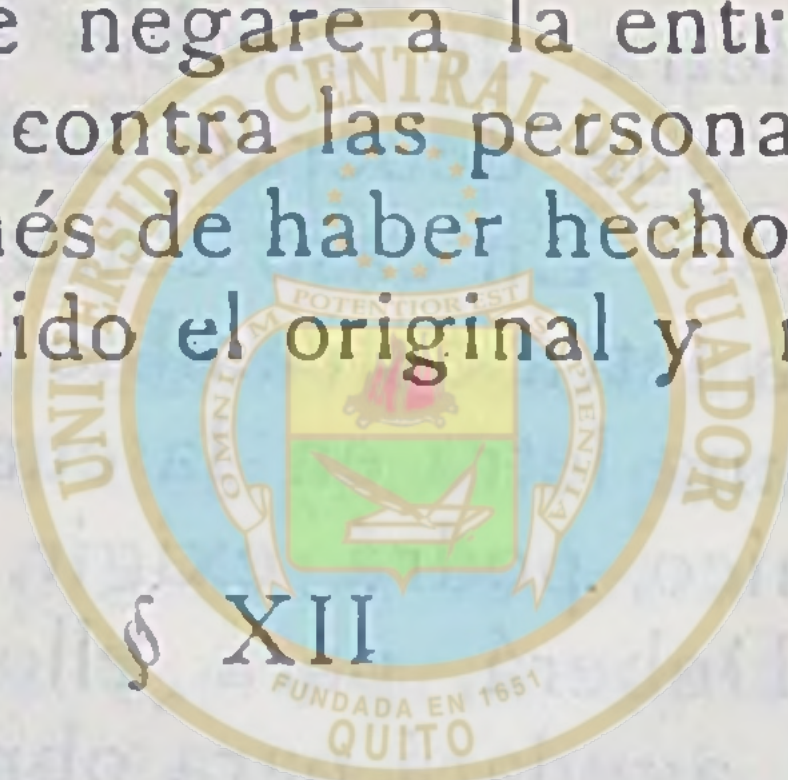 e negare a la entr
contra las persona
és de haber hecho
ido el original y
§ XII
UNIVERSIDAD CENTRAL DEL ECUADOR
OMNIUM POTENTIOR EST SAPIENTIA
FUNDADA EN 1651
QUITO